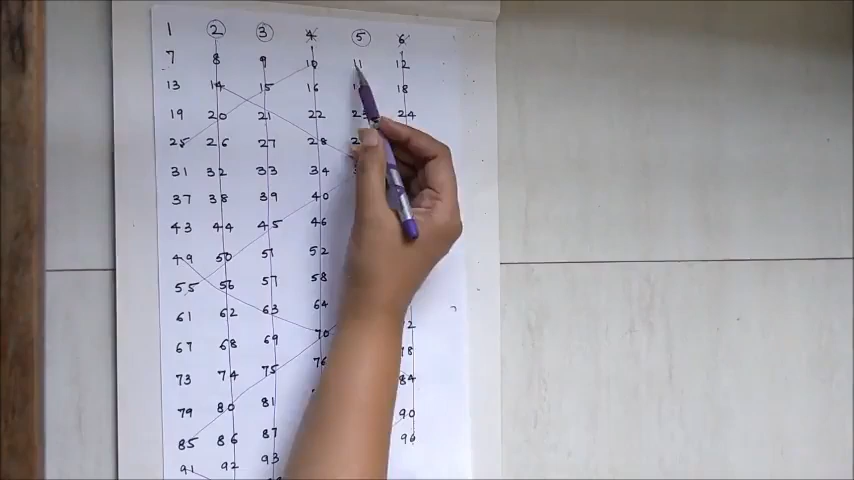 1 2 3 4 5 6
7 8 9 10 11 12
13 14 15 16 18
19 20 21 22 23 24
25 26 27 28
31 32 33 34
37 38 39 40
43 44 45 46
49 50 51 52
55 56 57 58
61 62 63 64
67 68 69 70
73 74 75 76 84
79 80 81 90
85 86 87 96
91 92 93